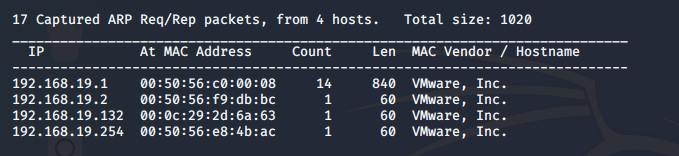 17 Captured ARP Req/Rep packets, from 4 hosts.   Total size: 1020
_____________________________________________________________________________
  IP            At MAC Address     Count     Len  MAC Vendor / Hostname
-----------------------------------------------------------------------------
192.168.19.1    00:50:56:c0:00:08     14     840  VMware, Inc.
192.168.19.2    00:50:56:f9:db:bc      1      60  VMware, Inc.
192.168.19.132  00:0c:29:2d:6a:63      1      60  VMware, Inc.
192.168.19.254  00:50:56:e8:4b:ac      1      60  VMware, Inc.